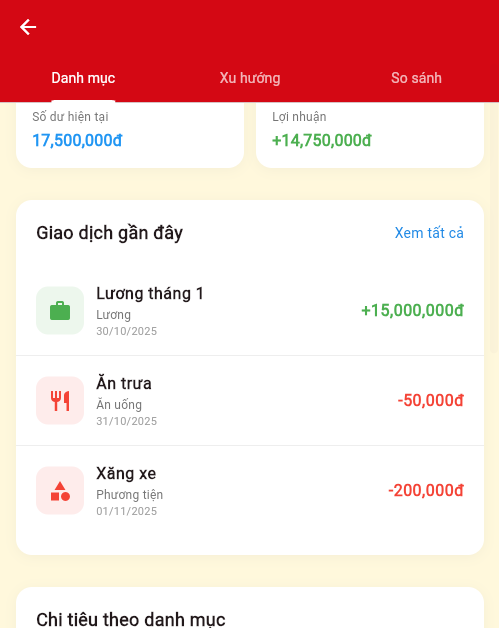 Danh mục
Xu hướng
So sánh
Số dư hiện tại
17,500,000đ
Lợi nhuận
+14,750,000đ
Giao dịch gần đây
Xem tất cả
Lương tháng 1
Lương
30/10/2025
+15,000,000đ
Ăn trưa
Ăn uống
31/10/2025
-50,000đ
Xăng xe
Phương tiện
01/11/2025
-200,000đ
Chi tiêu theo danh mục